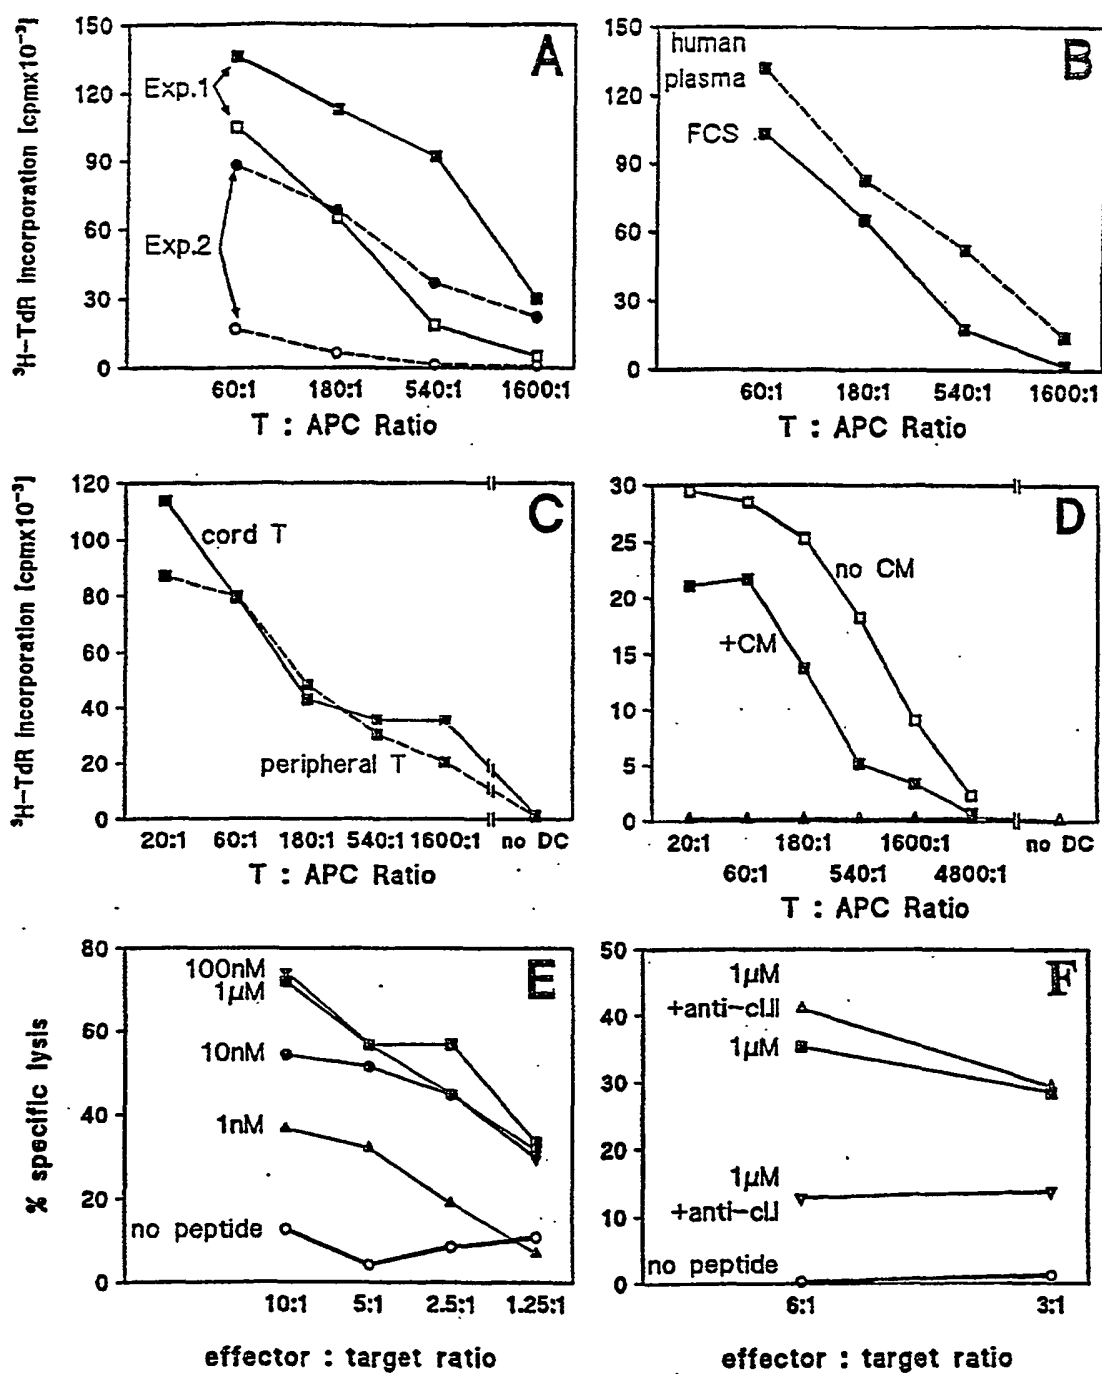 ³H-TdR incorporation [cpmx10⁻³]
150
120
90
60
30
0
Exp.1
Exp.2
A
60:1 180:1 540:1 1600:1
T : APC Ratio
150
120
90
60
30
0
human
plasma
FCS
B
60:1 180:1 540:1 1600:1
T : APC Ratio
³H-TdR incorporation [cpmx10⁻³]
120
100
80
60
40
20
0
cord T
peripheral T
C
20:1 60:1 180:1 540:1 1600:1 no DC
T : APC Ratio
30
25
20
15
10
5
0
no CM
+CM
D
20:1 180:1 1600:1 no DC
60:1 540:1 4800:1
T : APC Ratio
% specific lysis
80
60
40
20
0
100nM
1µM
10nM
1nM
no peptide
E
10:1 5:1 2.5:1 1.25:1
effector : target ratio
50
40
30
20
10
0
1µM
+anti-cl.II
1µM
1µM
+anti-cl.I
no peptide
F
6:1 3:1
effector : target ratio